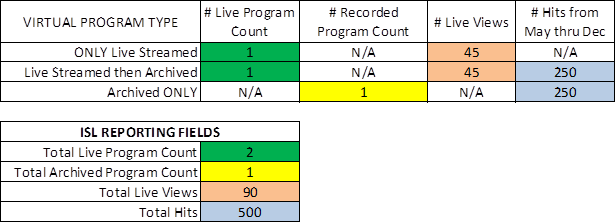 VIRTUAL PROGRAM TYPE # Live Program Count # Recorded Program Count # Live Views # Hits from May thru Dec
ONLY Live Streamed 1 N/A 45 N/A
Live Streamed then Archived 1 N/A 45 250
Archived ONLY N/A 1 N/A 250
ISL REPORTING FIELDS
Total Live Program Count 2
Total Archived Program Count 1
Total Live Views 90
Total Hits 500